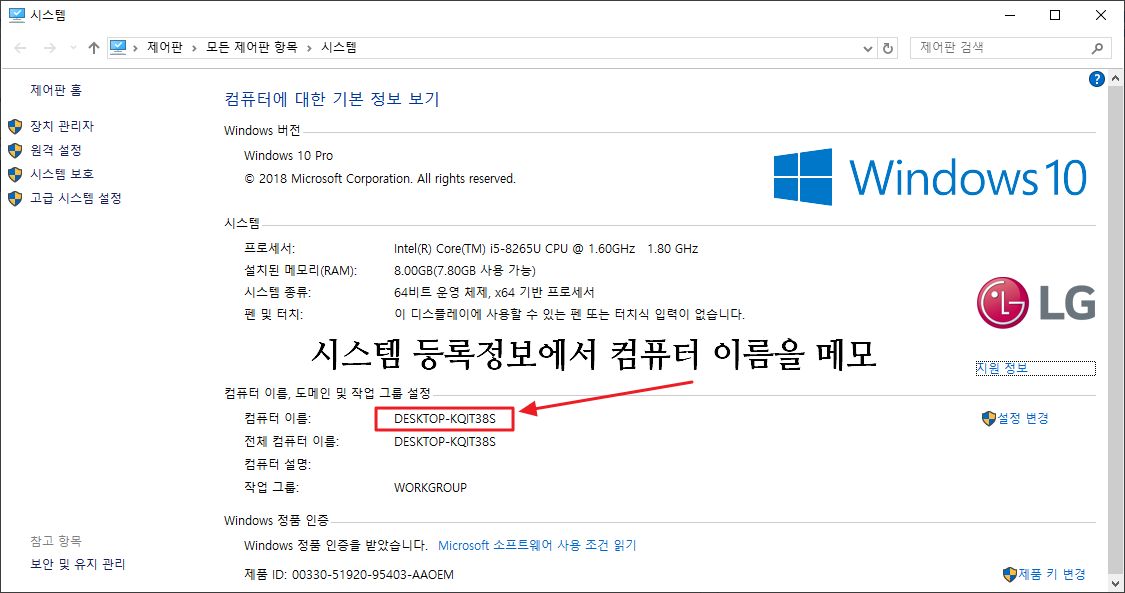 시스템
제어판 › 모든 제어판 항목 › 시스템
제어판 검색
제어판 홈
장치 관리자
원격 설정
시스템 보호
고급 시스템 설정
컴퓨터에 대한 기본 정보 보기
Windows 버전
Windows 10 Pro
© 2018 Microsoft Corporation. All rights reserved.
Windows 10
시스템
프로세서: Intel(R) Core(TM) i5-8265U CPU @ 1.60GHz 1.80 GHz
설치된 메모리(RAM): 8.00GB(7.80GB 사용 가능)
시스템 종류: 64비트 운영 체제, x64 기반 프로세서
펜 및 터치: 이 디스플레이에 사용할 수 있는 펜 또는 터치식 입력이 없습니다.
LG
시스템 등록정보에서 컴퓨터 이름을 메모
지원 정보
컴퓨터 이름, 도메인 및 작업 그룹 설정
컴퓨터 이름: DESKTOP-KQIT38S
설정 변경
전체 컴퓨터 이름: DESKTOP-KQIT38S
컴퓨터 설명:
작업 그룹: WORKGROUP
Windows 정품 인증
Windows 정품 인증을 받았습니다. Microsoft 소프트웨어 사용 조건 읽기
제품 ID: 00330-51920-95403-AAOEM
제품 키 변경
참고 항목
보안 및 유지 관리